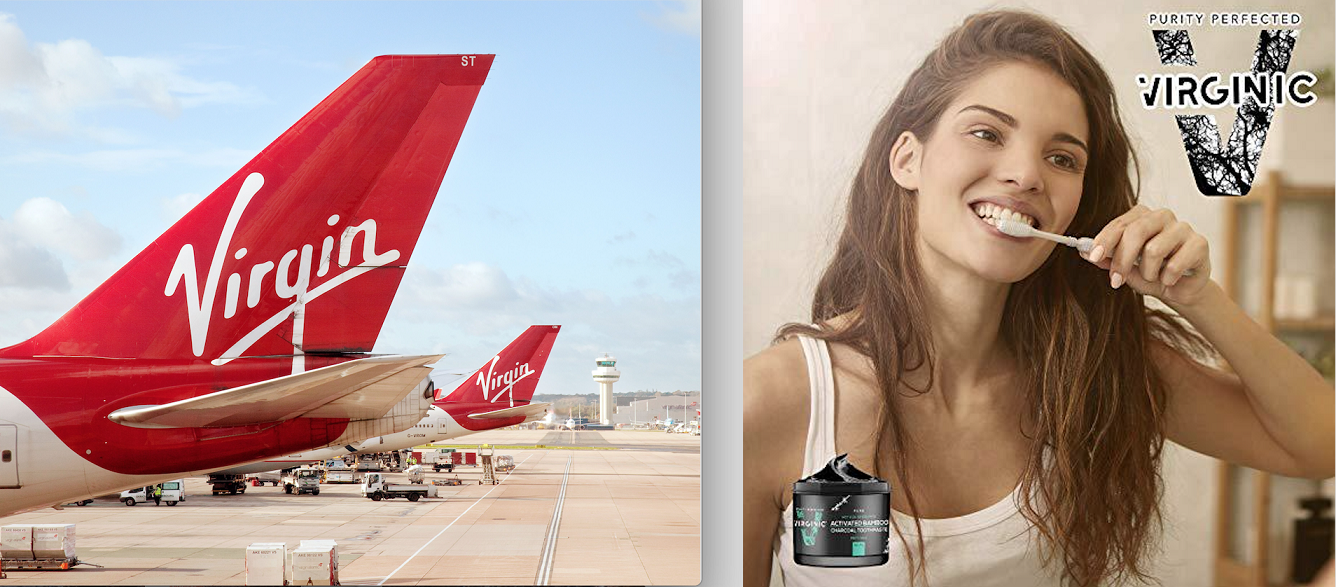 ST
Virgin
Virgin
PURITY PERFECTED
VIRGINIC
VIRGINIC
ACTIVATED BAMBOO
CHARCOAL TOOTHPASTE